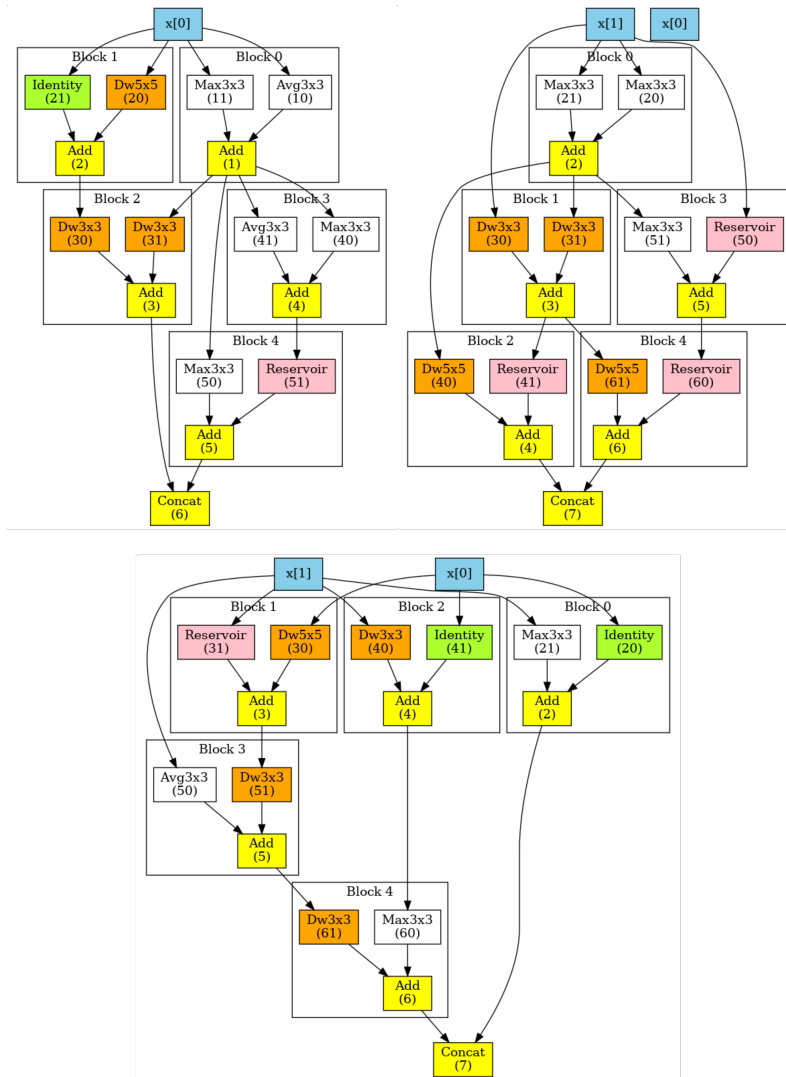 x[0]
Block 1
Block 0
Identity
(21)
Dw5x5
(20)
Max3x3
(11)
Avg3x3
(10)
Add
(2)
Add
(1)
Block 2
Block 3
Dw3x3
(30)
Dw3x3
(31)
Avg3x3
(41)
Max3x3
(40)
Add
(3)
Add
(4)
Block 4
Max3x3
(50)
Reservoir
(51)
Add
(5)
Concat
(6)
x[1]
x[0]
Block 0
Max3x3
(21)
Max3x3
(20)
Add
(2)
Block 1
Block 3
Dw3x3
(30)
Dw3x3
(31)
Max3x3
(51)
Reservoir
(50)
Add
(3)
Add
(5)
Block 2
Block 4
Dw5x5
(40)
Reservoir
(41)
Dw5x5
(61)
Reservoir
(60)
Add
(4)
Add
(6)
Concat
(7)
x[1]
x[0]
Block 1
Block 2
Block 0
Reservoir
(31)
Dw5x5
(30)
Dw3x3
(40)
Identity
(41)
Max3x3
(21)
Identity
(20)
Add
(3)
Add
(4)
Add
(2)
Block 3
Avg3x3
(50)
Dw3x3
(51)
Add
(5)
Block 4
Dw3x3
(61)
Max3x3
(60)
Add
(6)
Concat
(7)